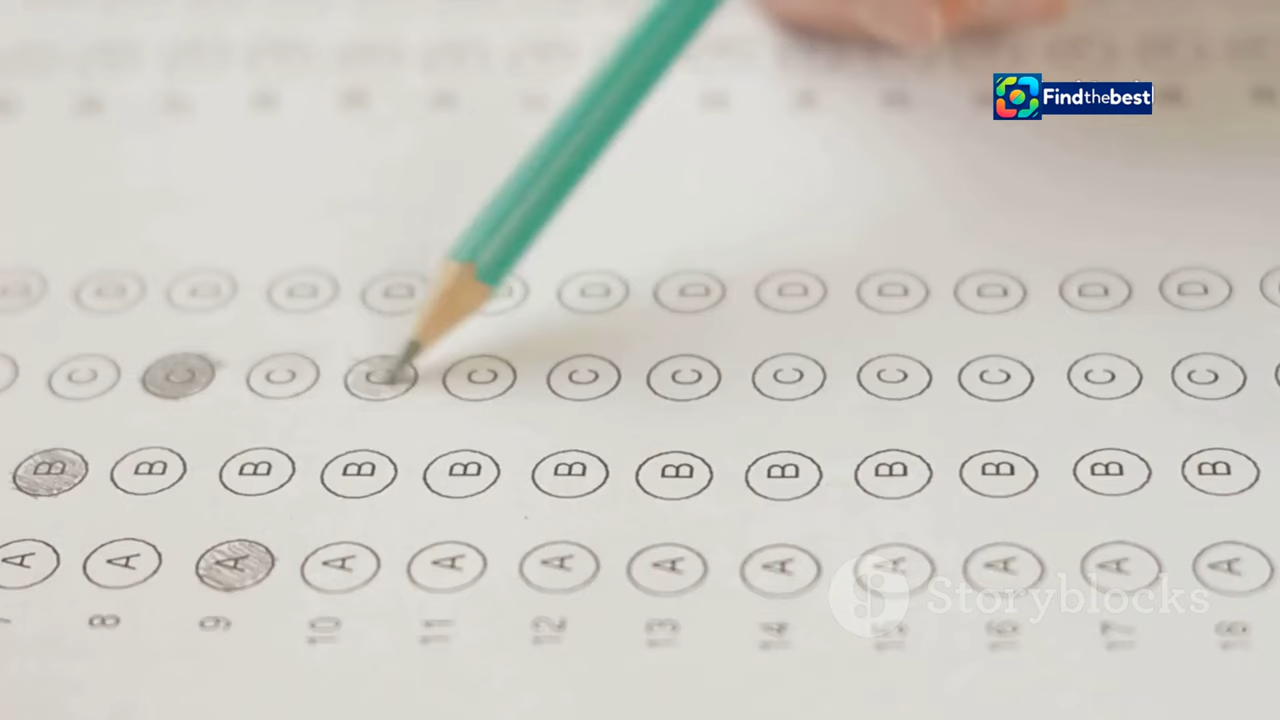 Findthebest
D D D D D D D D D D D D D
C C C C C C C C C C C C
B B B B B B B B B B B B
A A A A A A A A A A A A
8 9 10 11 12 13 14 15 16 17 18
Storyblocks